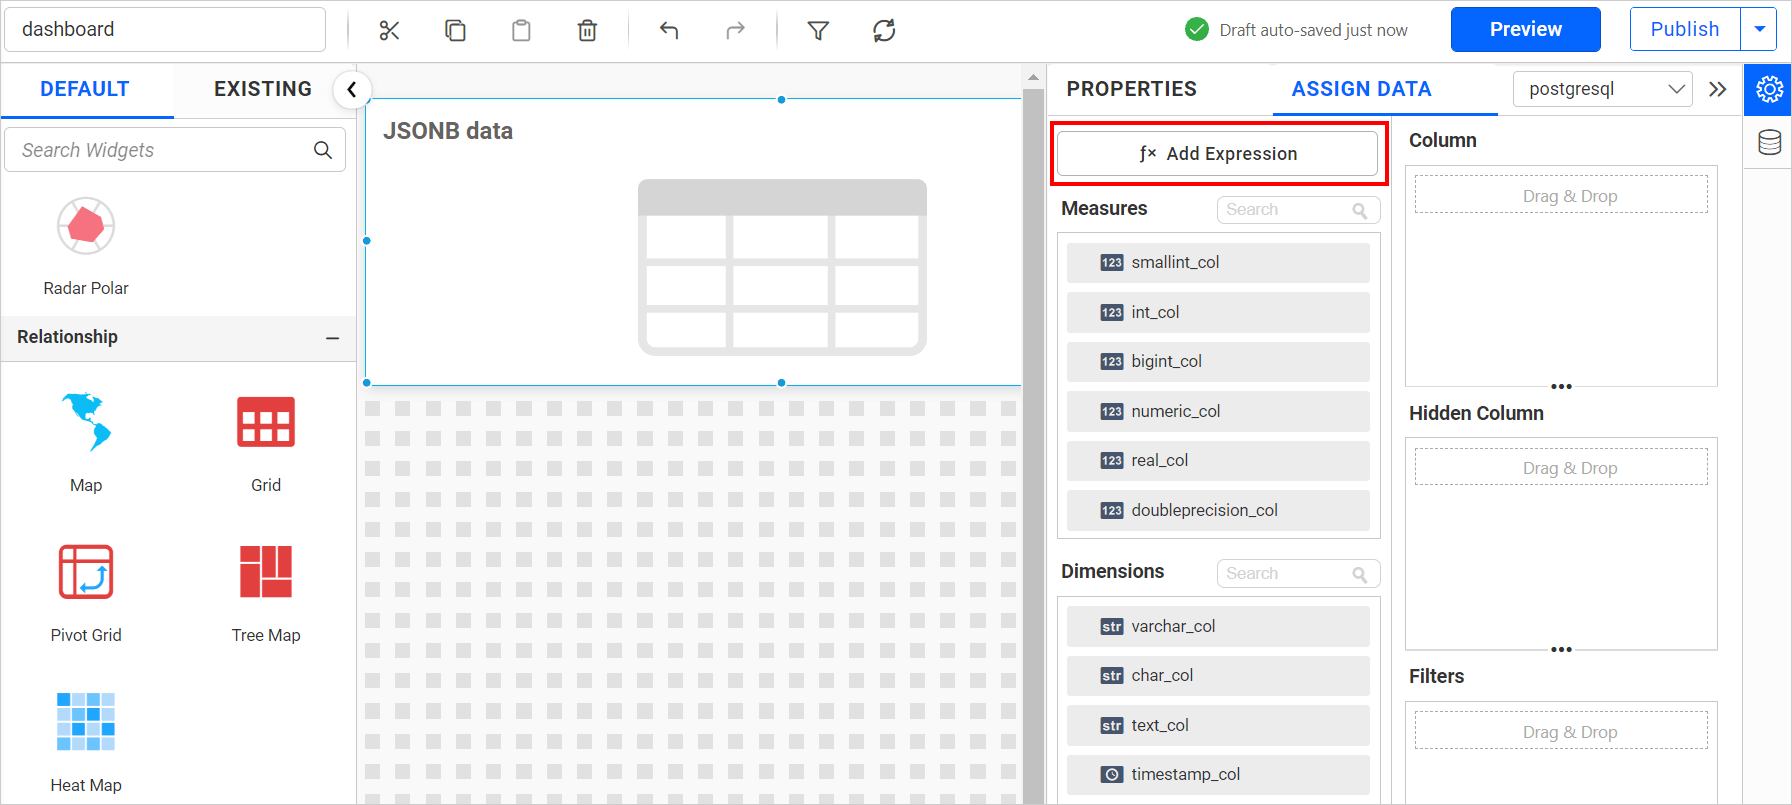 dashboard
Draft auto-saved just now
Preview
Publish
DEFAULT
EXISTING
Search Widgets
Radar Polar
Relationship
Map
Grid
Pivot Grid
Tree Map
Heat Map
JSONB data
PROPERTIES
ASSIGN DATA
postgresql
ƒx Add Expression
Measures
Search
123 smallint_col
123 int_col
123 bigint_col
123 numeric_col
123 real_col
123 doubleprecision_col
Dimensions
Search
str varchar_col
str char_col
str text_col
timestamp_col
Column
Drag & Drop
Hidden Column
Drag & Drop
Filters
Drag & Drop